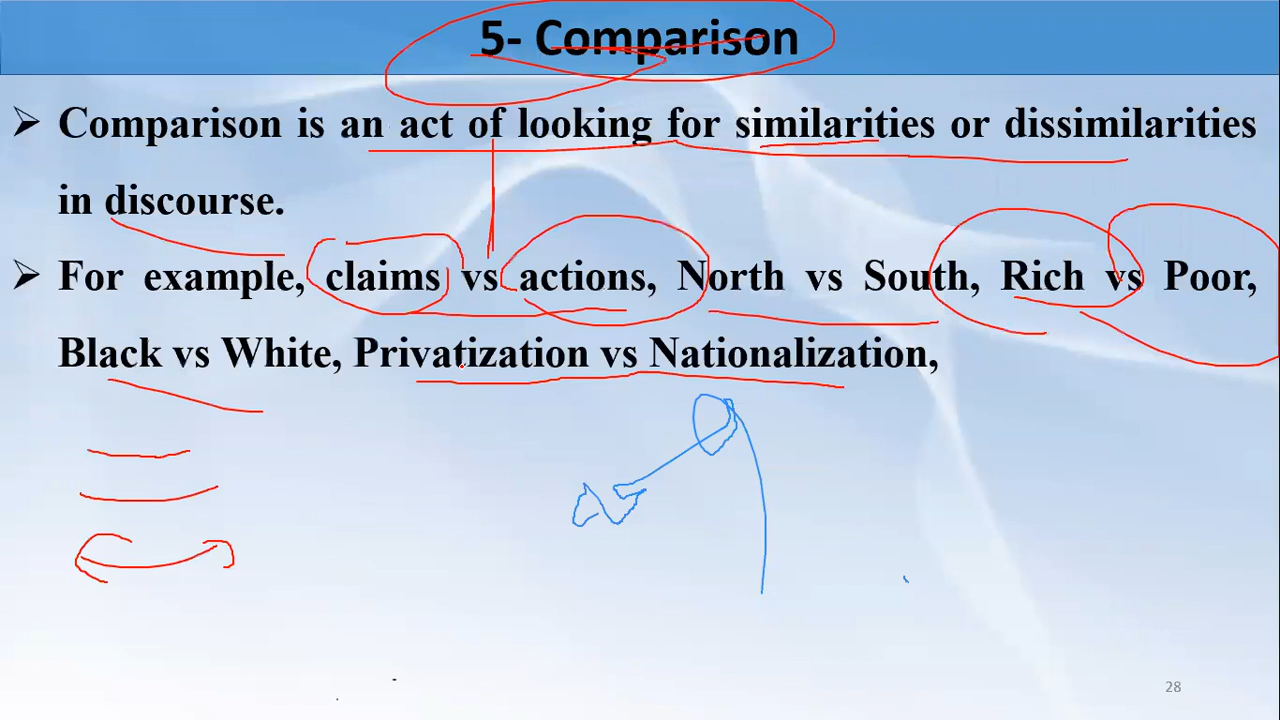 5- Comparison
➢ Comparison is an act of looking for similarities or dissimilarities
in discourse.
➢ For example, claims vs actions, North vs South, Rich vs Poor,
Black vs White, Privatization vs Nationalization,
28